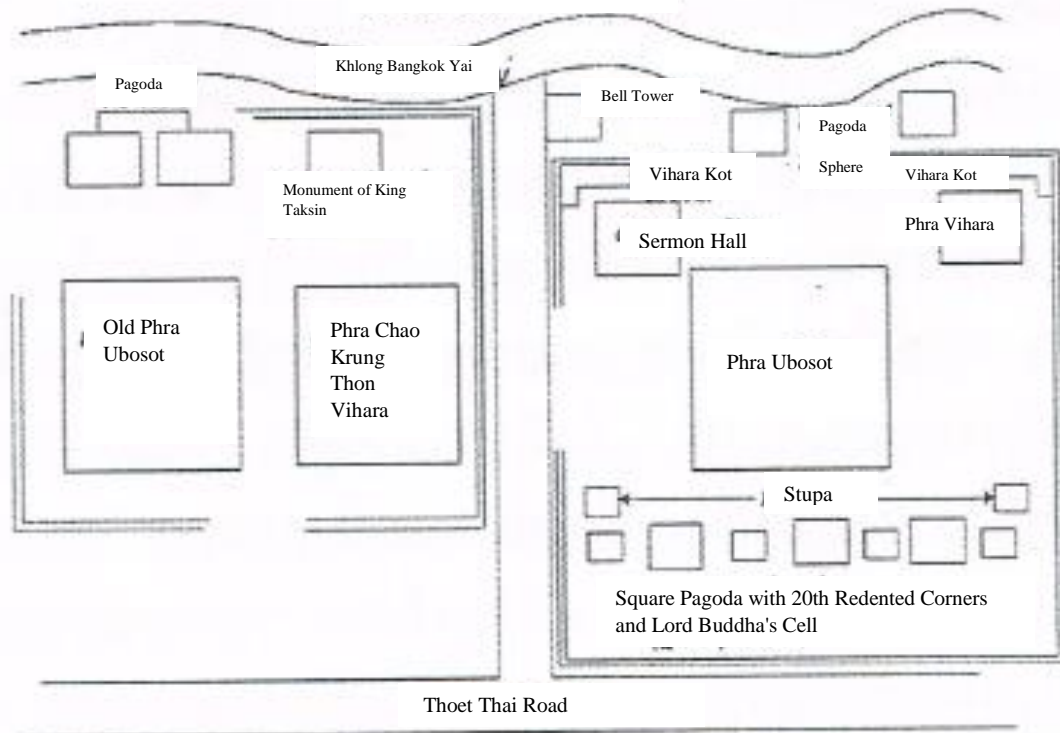 Khlong Bangkok Yai
Pagoda
Bell Tower
Pagoda
Monument of King
Taksin
Vihara Kot
Sphere
Vihara Kot
Sermon Hall
Phra Vihara
Old Phra
Ubosot
Phra Chao
Krung
Thon
Vihara
Phra Ubosot
Stupa
Square Pagoda with 20th Redented Corners
and Lord Buddha's Cell
Thoet Thai Road